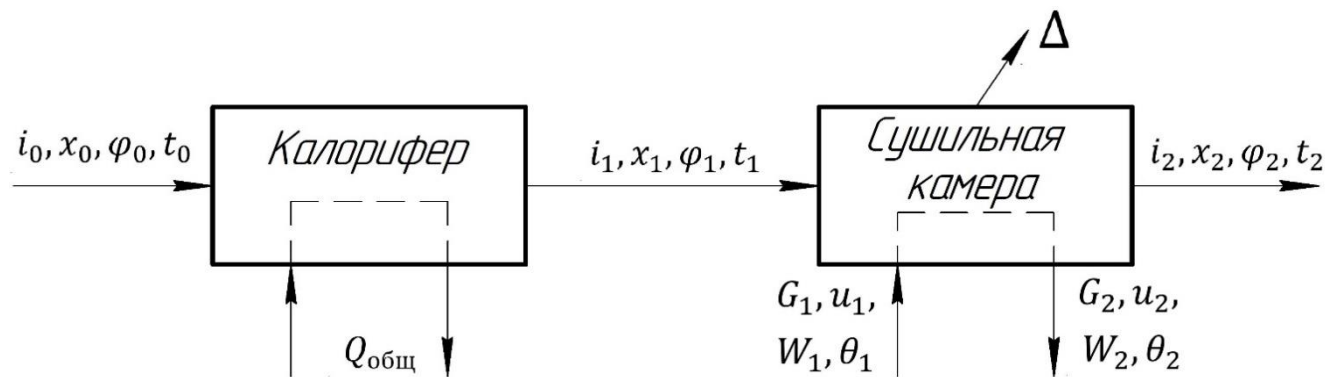 Δ
i₀, x₀, φ₀, t₀
Калорифер
i₁, x₁, φ₁, t₁
Сушильная
камера
i₂, x₂, φ₂, t₂
Qобщ
G₁, u₁,
W₁, θ₁
G₂, u₂,
W₂, θ₂